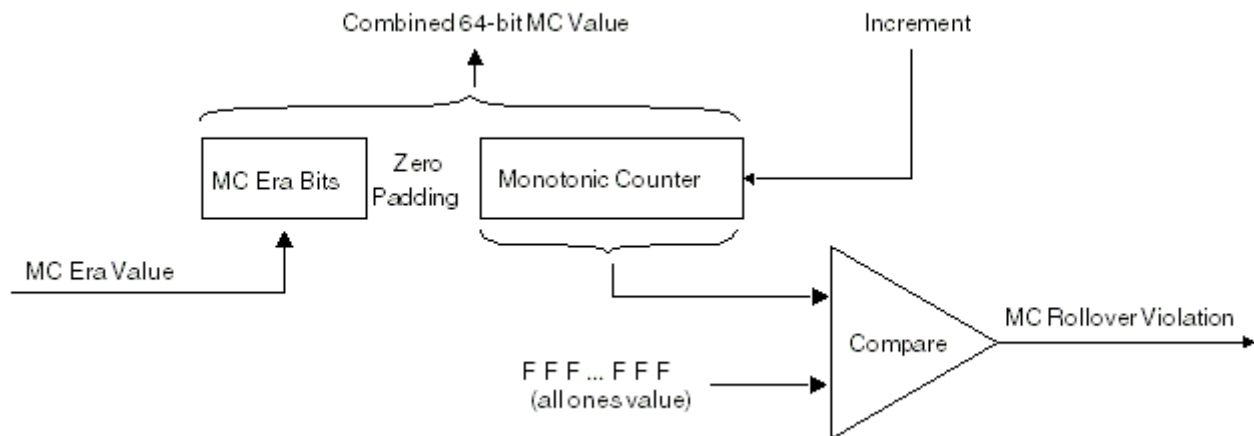 Combined 64-bit MC Value
Increment
MC Era Bits
Zero
Padding
Monotonic Counter
MC Era Value
MC Rollover Violation
Compare
F F F ... F F F
(all ones value)